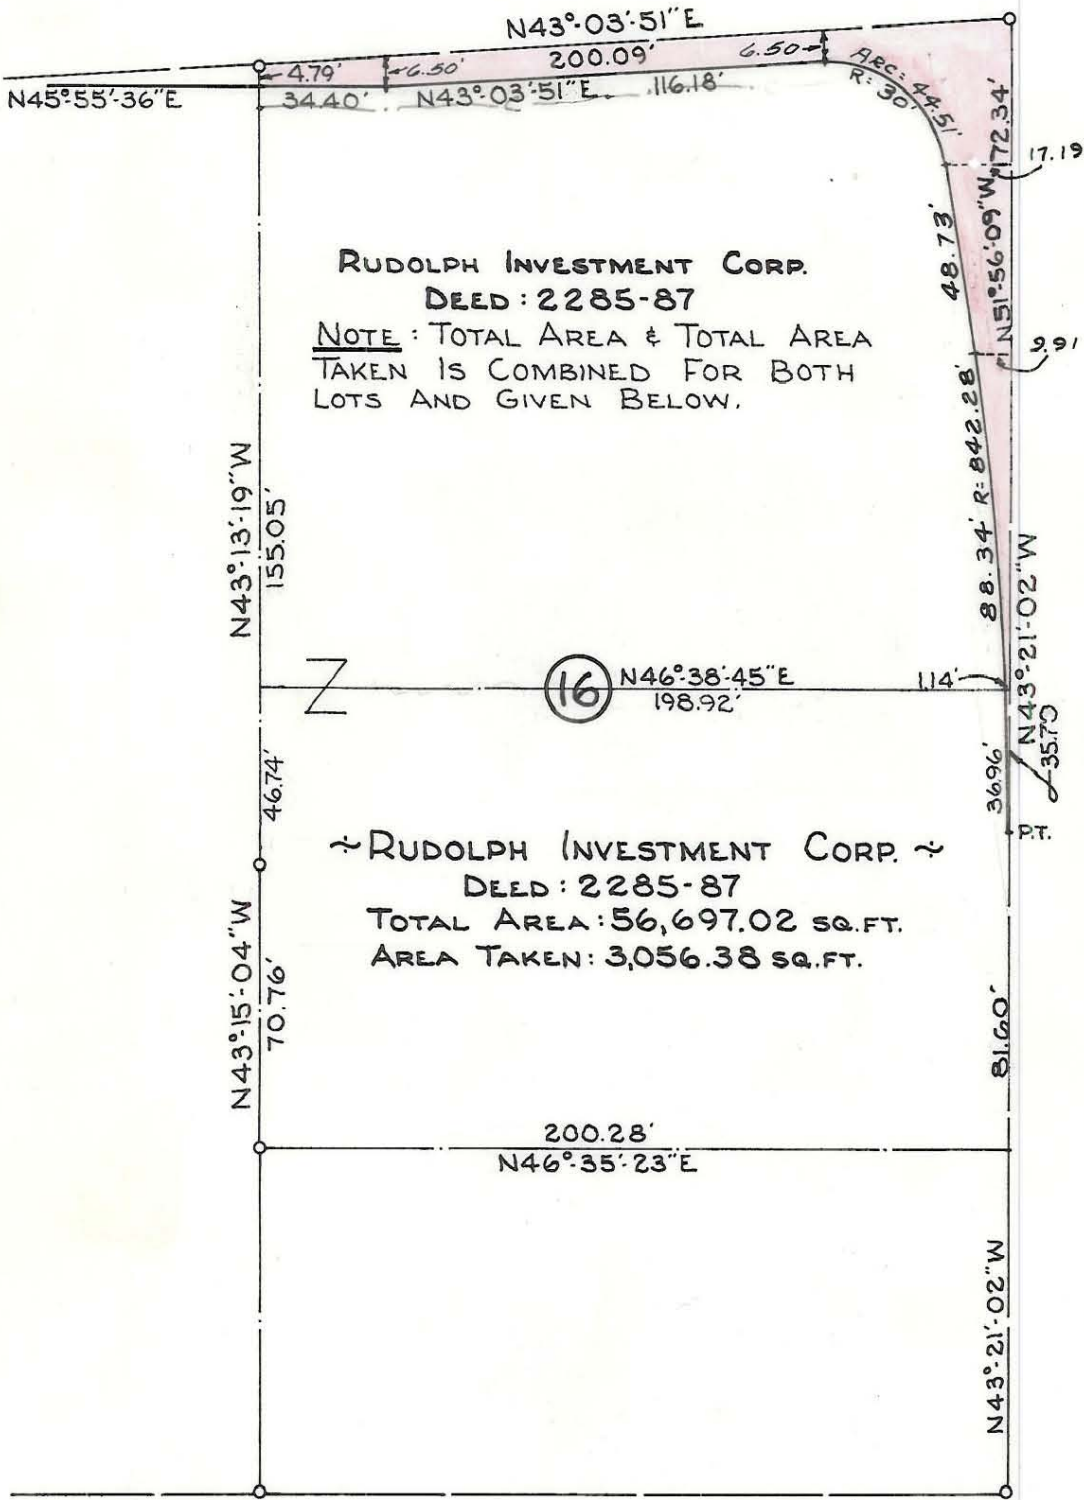 N43°-03'-51"E
200.09'
4.79'
6.50'
6.50
ARC: 44.51'
R: 30'
N45°-55'-36"E
34.40'
N43°-03'-51"E
116.18'
172.34'
N51°-56'-09"W
17.19
48.73'
9.91
RUDOLPH INVESTMENT CORP.
DEED: 2285-87
NOTE: TOTAL AREA & TOTAL AREA
TAKEN IS COMBINED FOR BOTH
LOTS AND GIVEN BELOW.
N43°-13'-19"W
155.05'
88.34' R: 842.28'
N43°-21'-02"W
Z
16
N46°-38'-45"E
198.92'
1.14'
35.75
36.96'
P.T.
46.74'
~RUDOLPH INVESTMENT CORP.~
DEED: 2285-87
TOTAL AREA: 56,697.02 SQ.FT.
AREA TAKEN: 3,056.38 SQ.FT.
N43°-15'-04"W
70.76'
81.60'
200.28'
N46°-35'-23"E
N43°-21'-02"W